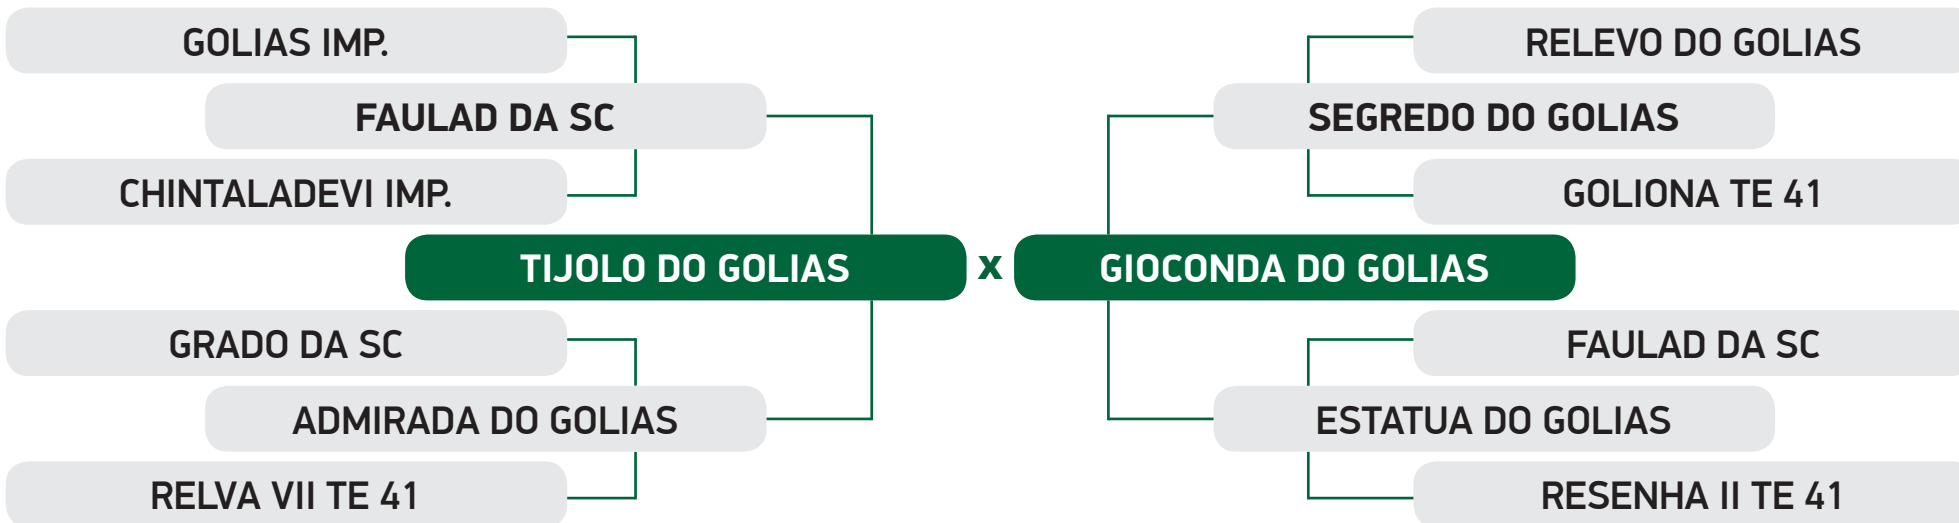 GOLIAS IMP.
RELEVO DO GOLIAS
FAULAD DA SC
SEGREDO DO GOLIAS
CHINTALADEVI IMP.
GOLIONA TE 41
TIJOLO DO GOLIAS x GIOCONDA DO GOLIAS
GRADO DA SC
FAULAD DA SC
ADMIRADA DO GOLIAS
ESTATUA DO GOLIAS
RELVA VII TE 41
RESENHA II TE 41